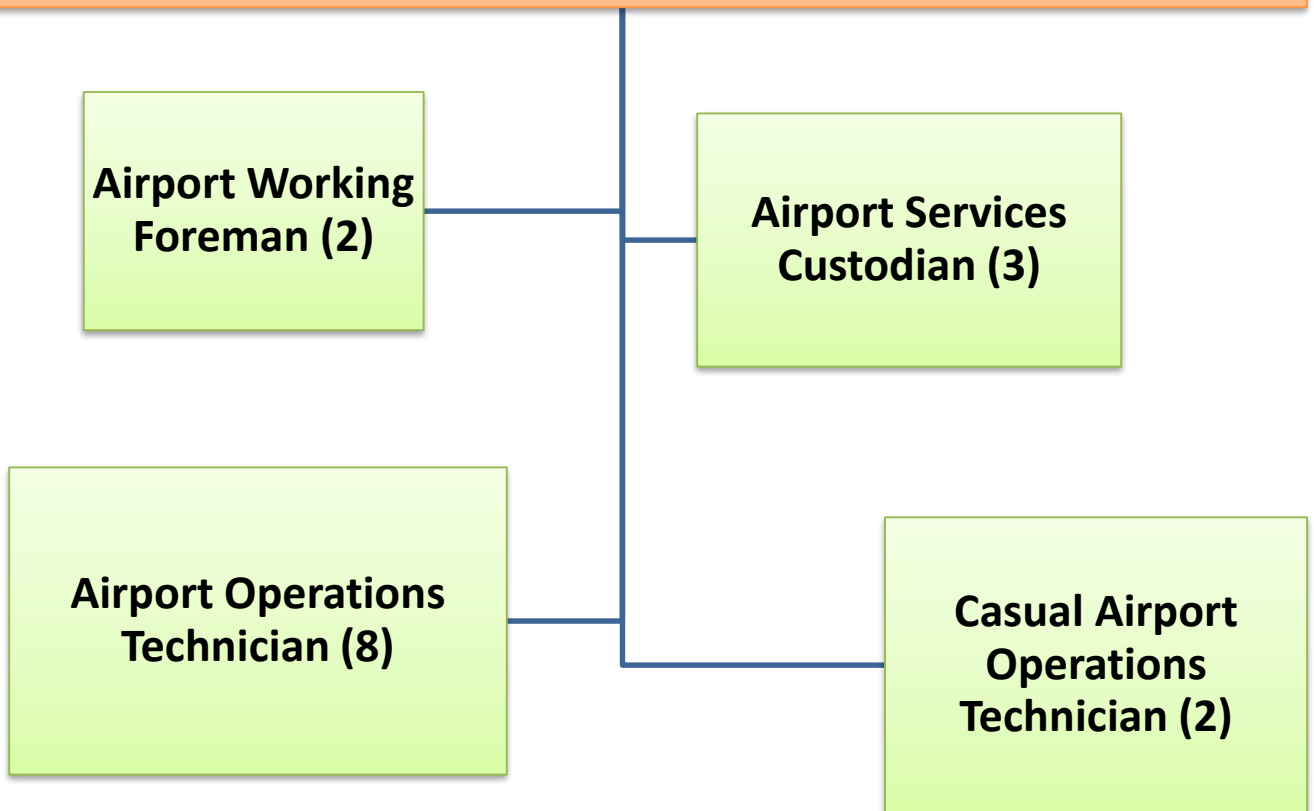 Airport Working
Foreman (2)
Airport Services
Custodian (3)
Airport Operations
Technician (8)
Casual Airport
Operations
Technician (2)